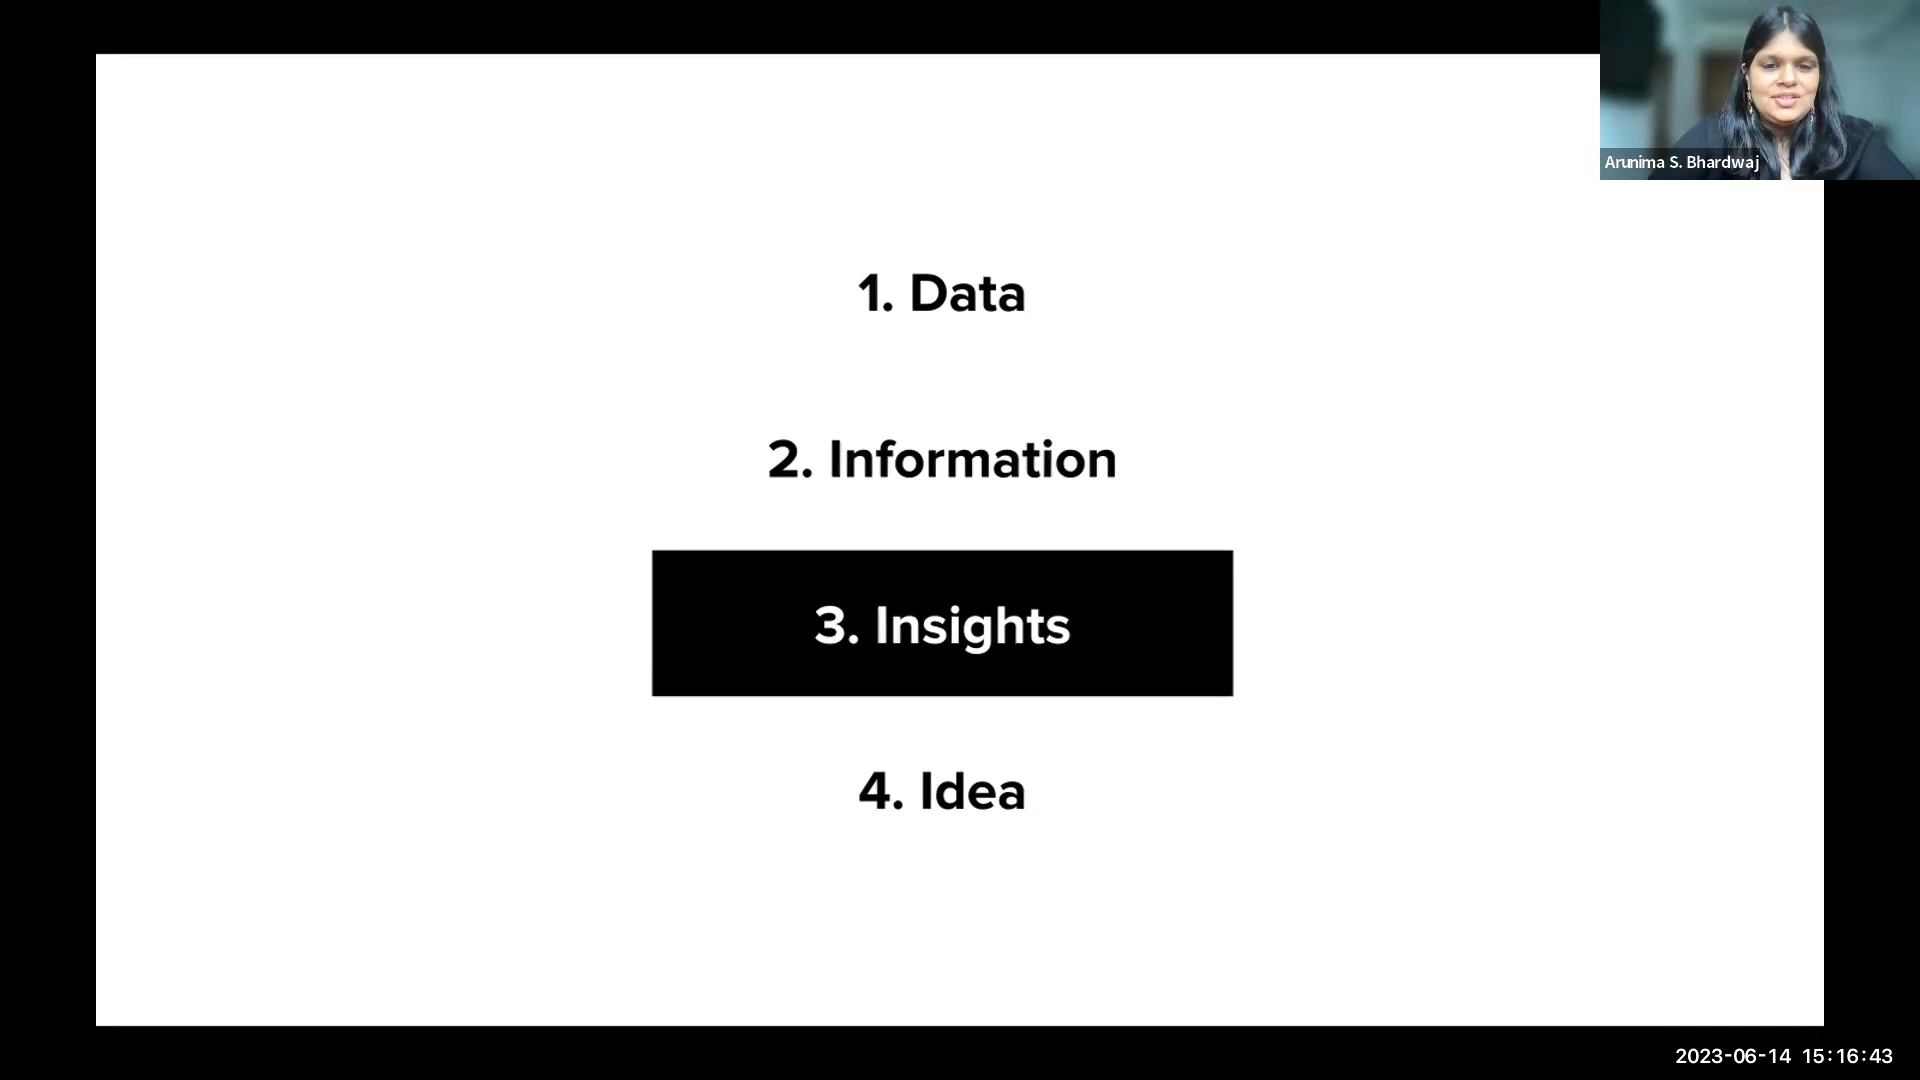 Arunima S. Bhardwaj
1. Data
2. Information
3. Insights
4. Idea
2023-06-14 15:16:43